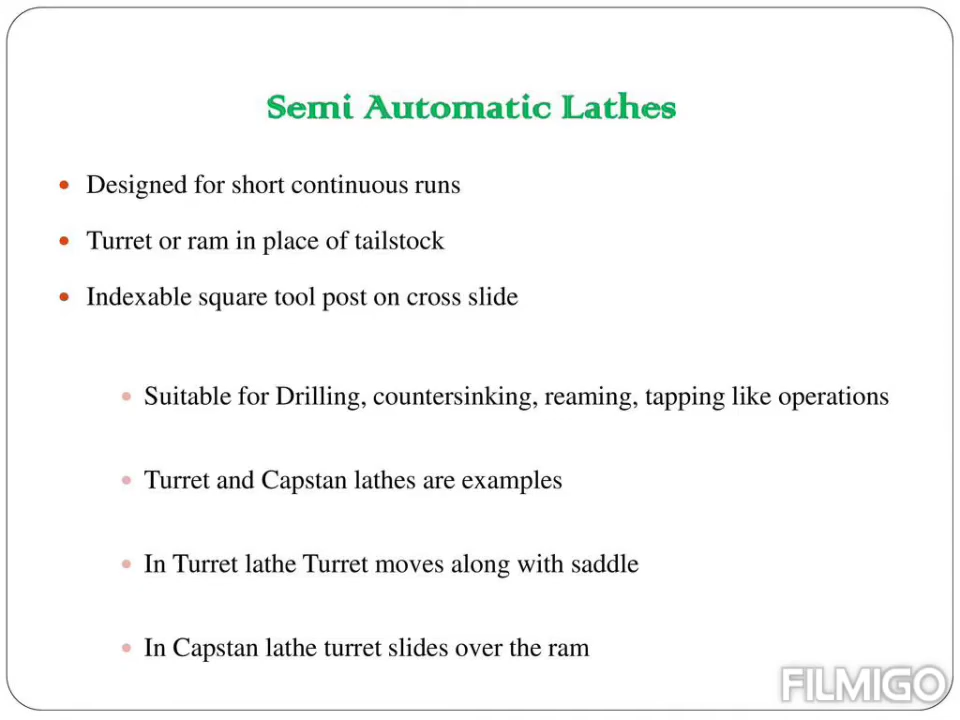 Semi Automatic Lathes
Designed for short continuous runs
Turret or ram in place of tailstock
Indexable square tool post on cross slide
Suitable for Drilling, countersinking, reaming, tapping like operations
Turret and Capstan lathes are examples
In Turret lathe Turret moves along with saddle
In Capstan lathe turret slides over the ram
FILMIGO